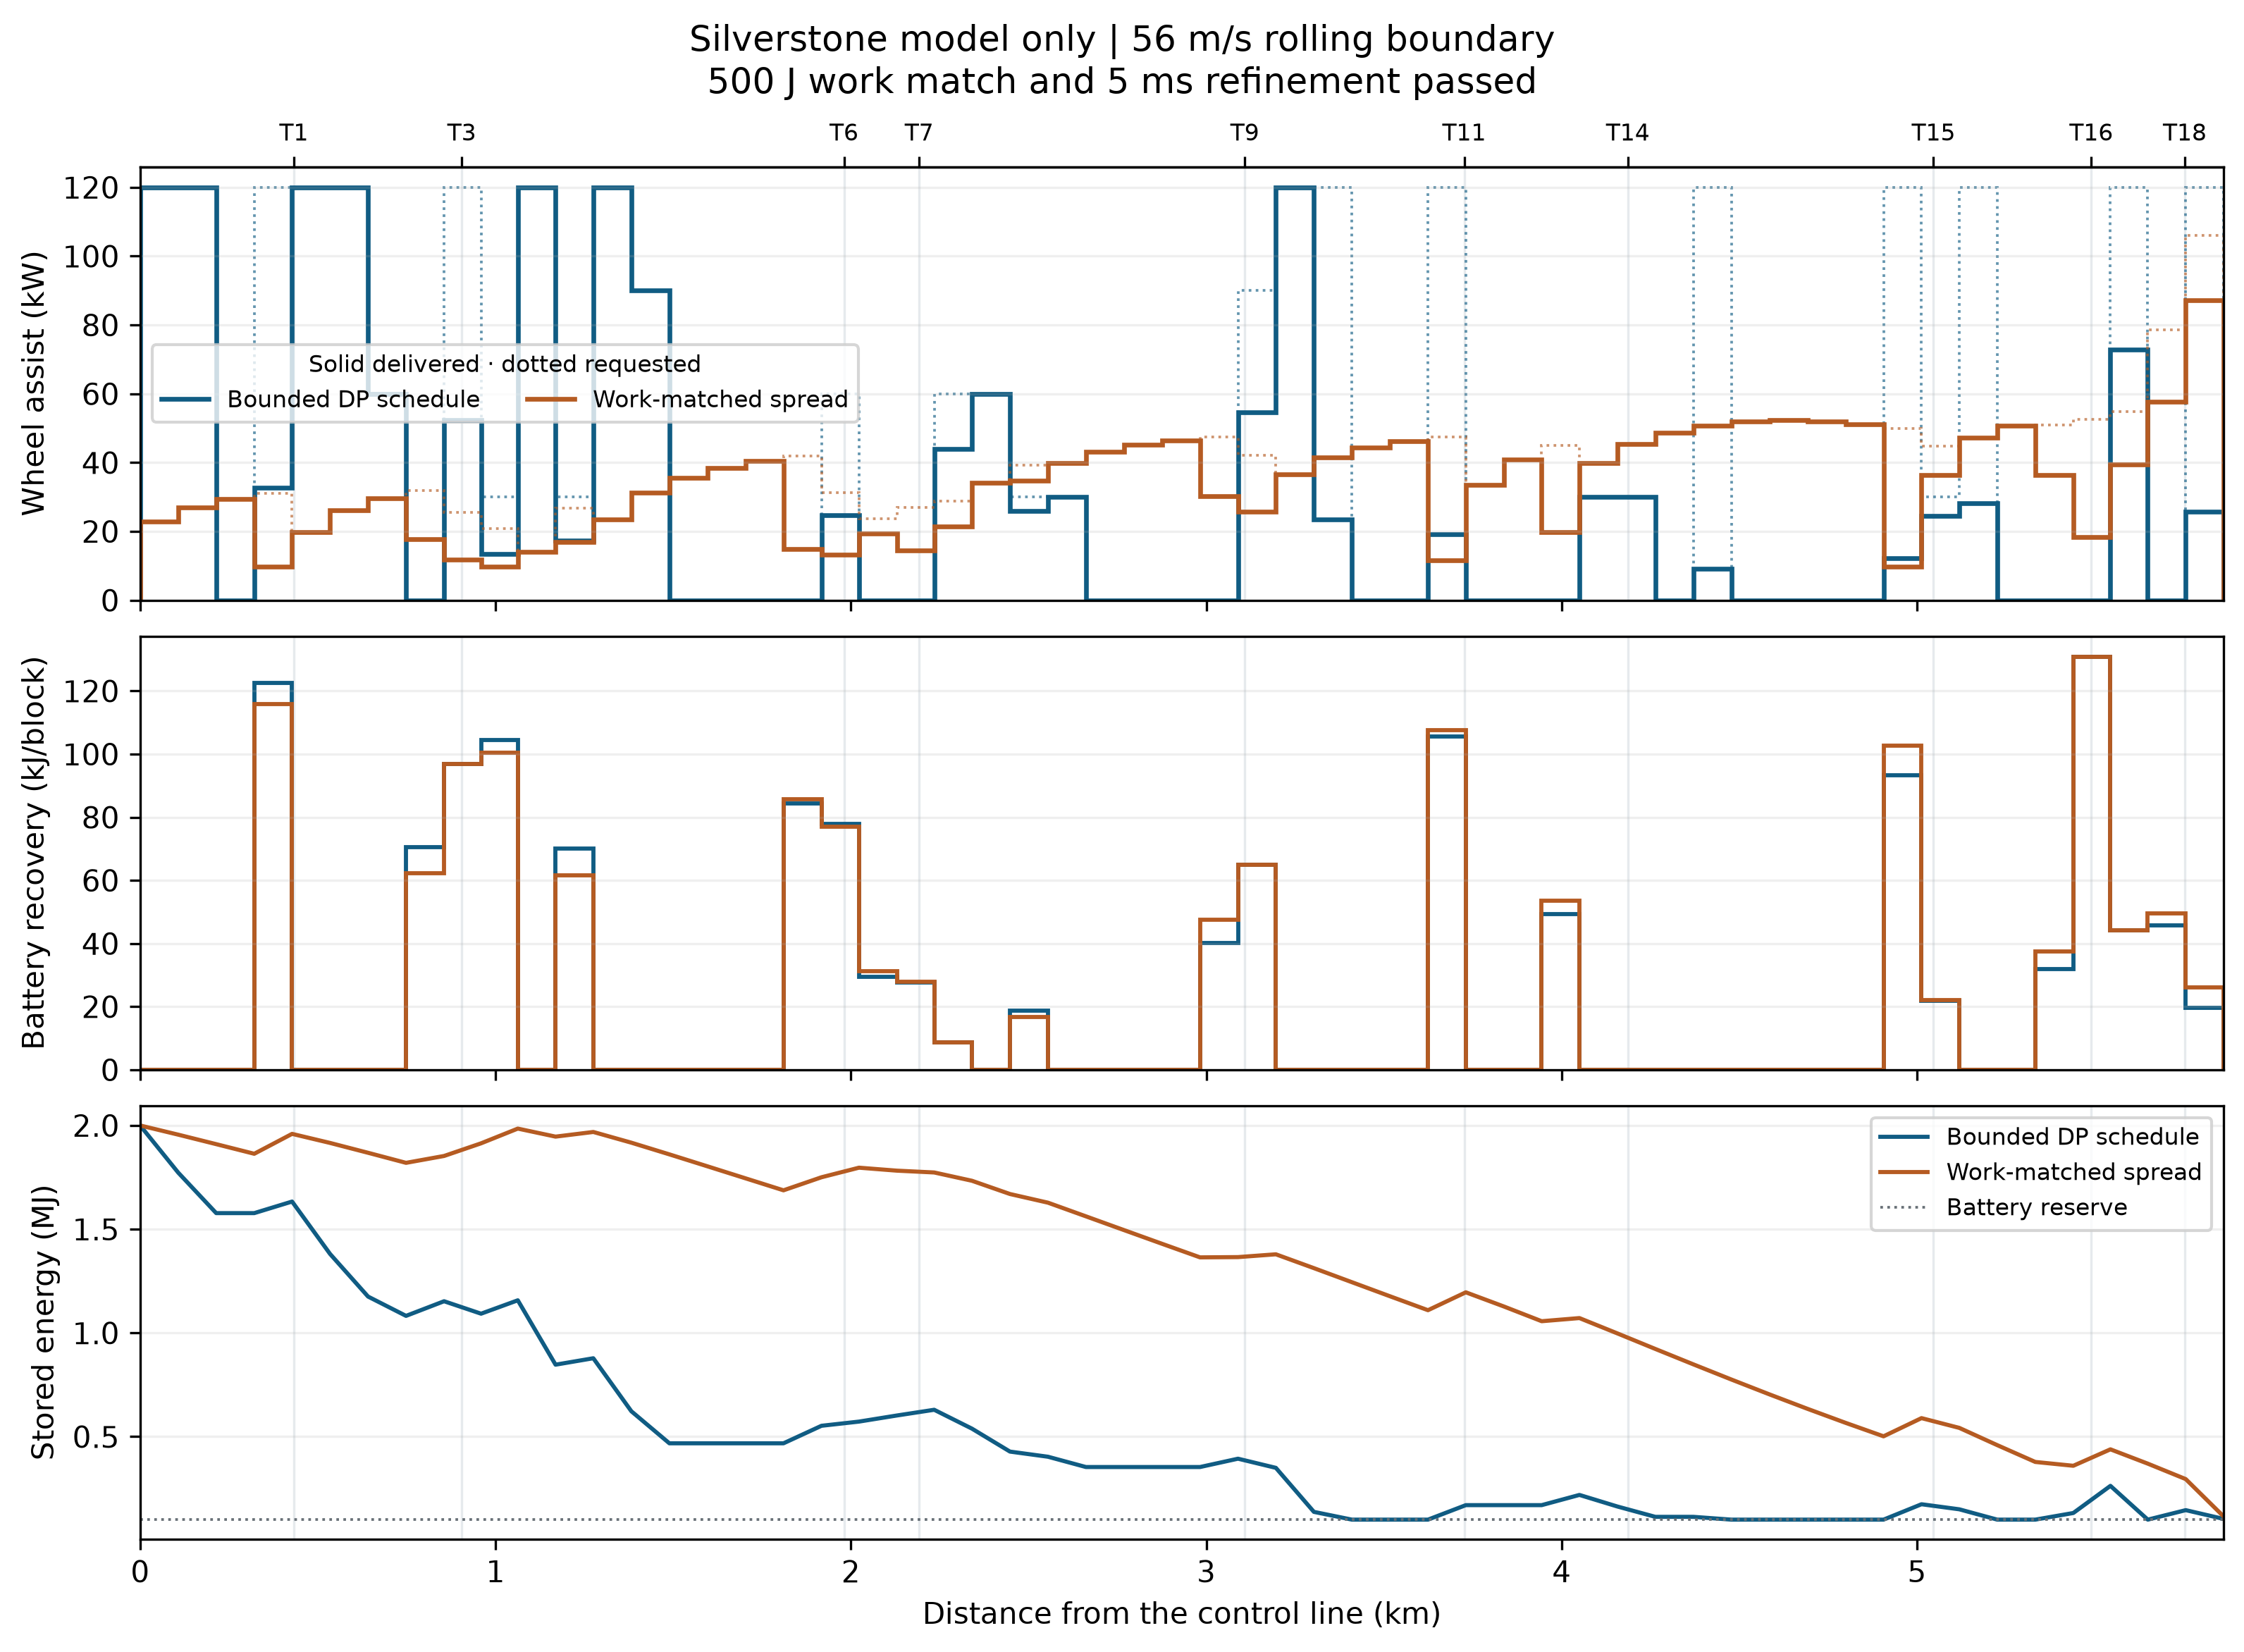 Silverstone model only | 56 m/s rolling boundary
500 J work match and 5 ms refinement passed
T1 T3 T6 T7 T9 T11 T14 T15 T16 T18
Wheel assist (kW)
120
100
80
60
40
20
0
Solid delivered · dotted requested
Bounded DP schedule Work-matched spread
Battery recovery (kJ/block)
120
100
80
60
40
20
0
Stored energy (MJ)
2.0
1.5
1.0
0.5
Bounded DP schedule
Work-matched spread
Battery reserve
0 1 2 3 4 5
Distance from the control line (km)